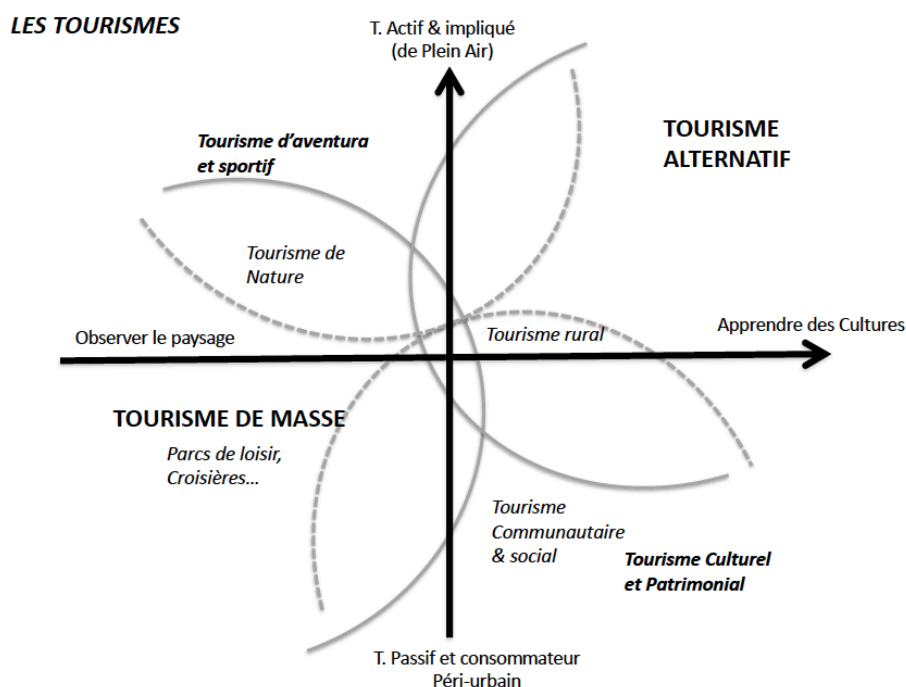 LES TOURISMES
T. Actif & impliqué
(de Plein Air)
Tourisme d'aventura
et sportif
TOURISME
ALTERNATIF
Tourisme de
Nature
Observer le paysage
Tourisme rural
Apprendre des Cultures
TOURISME DE MASSE
Parcs de loisir,
Croisières...
Tourisme
Communautaire
& social
Tourisme Culturel
et Patrimonial
T. Passif et consommateur
Péri-urbain